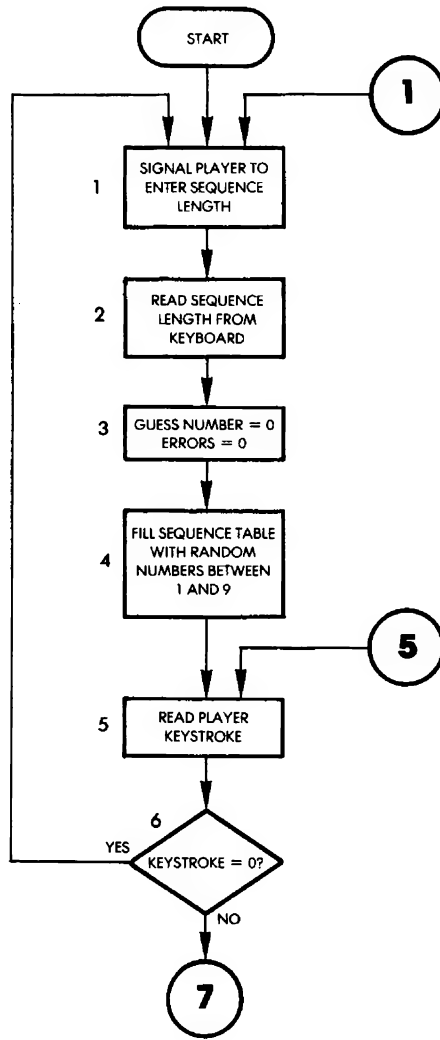 START
1
1
SIGNAL PLAYER TO
ENTER SEQUENCE
LENGTH
2
READ SEQUENCE
LENGTH FROM
KEYBOARD
3
GUESS NUMBER = 0
ERRORS = 0
4
FILL SEQUENCE TABLE
WITH RANDOM
NUMBERS BETWEEN
1 AND 9
5
5
READ PLAYER
KEYSTROKE
6
YES
KEYSTROKE = 0?
NO
7